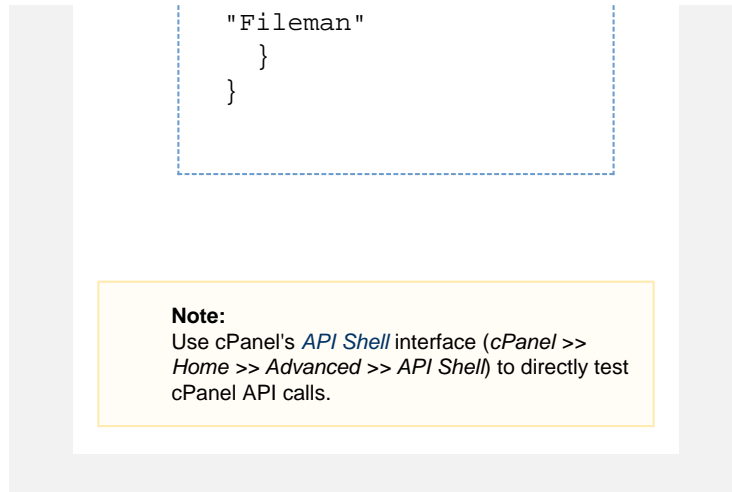 "Fileman"
}
}
Note:
Use cPanel's API Shell interface (cPanel >>
Home >> Advanced >> API Shell) to directly test
cPanel API calls.